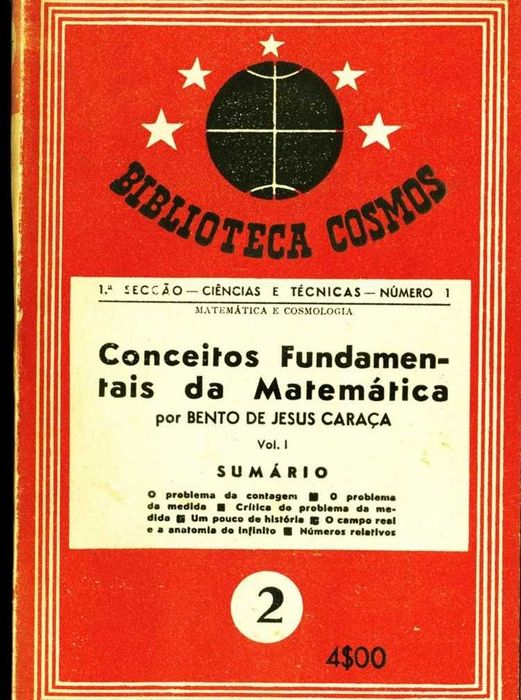 BIBLIOTECA COSMOS
1.ª SECCÃO — CIÊNCIAS E TÉCNICAS — NÚMERO 1
MATEMÁTICA E COSMOLOGIA
Conceitos Fundamen-
tais da Matemática
por BENTO DE JESUS CARAÇA
Vol. I
SUMÁRIO
O problema da contagem ■ O problema
da medida ■ Crítica do problema da me-
dida ■ Um pouco de história ■ O campo real
e a anatomia do infinito ■ Números relativos
2
4$00